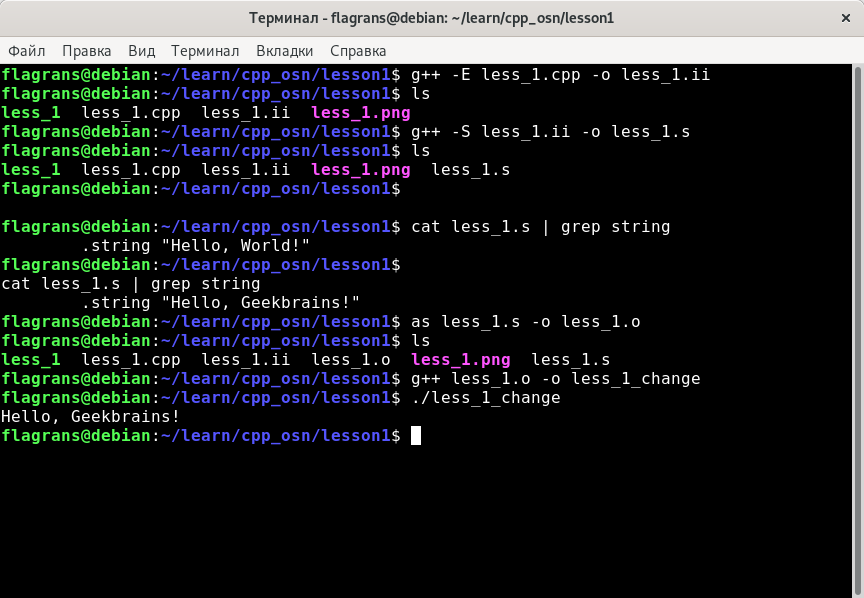 Терминал - flagrans@debian: ~/learn/cpp_osn/lesson1
Файл Правка Вид Терминал Вкладки Справка
flagrans@debian:~/learn/cpp_osn/lesson1$ g++ -E less_1.cpp -o less_1.ii
flagrans@debian:~/learn/cpp_osn/lesson1$ ls
less_1  less_1.cpp  less_1.ii  less_1.png
flagrans@debian:~/learn/cpp_osn/lesson1$ g++ -S less_1.ii -o less_1.s
flagrans@debian:~/learn/cpp_osn/lesson1$ ls
less_1  less_1.cpp  less_1.ii  less_1.png  less_1.s
flagrans@debian:~/learn/cpp_osn/lesson1$
flagrans@debian:~/learn/cpp_osn/lesson1$ cat less_1.s | grep string
        .string "Hello, World!"
flagrans@debian:~/learn/cpp_osn/lesson1$
cat less_1.s | grep string
        .string "Hello, Geekbrains!"
flagrans@debian:~/learn/cpp_osn/lesson1$ as less_1.s -o less_1.o
flagrans@debian:~/learn/cpp_osn/lesson1$ ls
less_1  less_1.cpp  less_1.ii  less_1.o  less_1.png  less_1.s
flagrans@debian:~/learn/cpp_osn/lesson1$ g++ less_1.o -o less_1_change
flagrans@debian:~/learn/cpp_osn/lesson1$ ./less_1_change
Hello, Geekbrains!
flagrans@debian:~/learn/cpp_osn/lesson1$